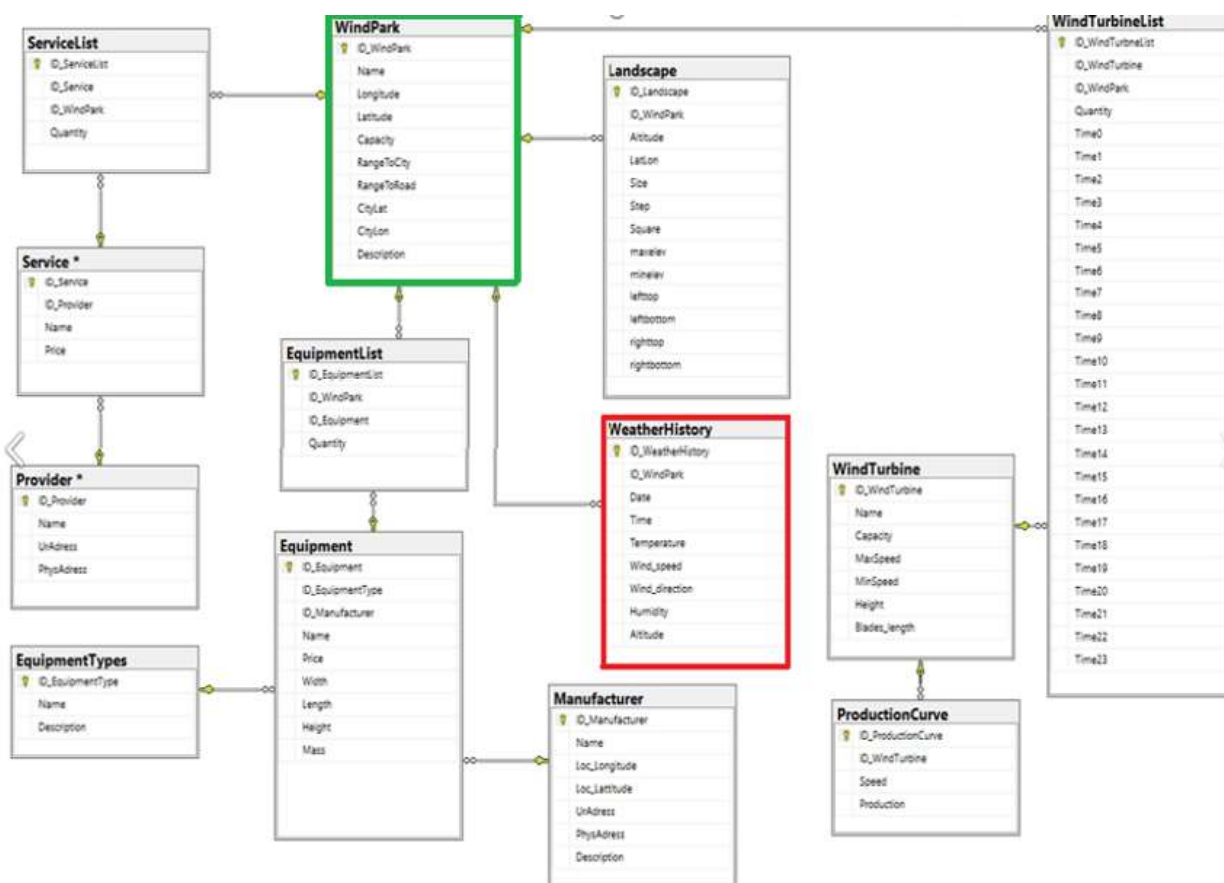 WindPark
ID_WindPark
Name
Longitude
Latitude
Capacity
RangeToCity
RangeToRoad
CityLat
CityLon
Description
WindTurbineList
ID_WindTurbineList
ID_WindTurbine
ID_WindPark
Quantity
Time0
Time1
Time2
Time3
Time4
Time5
Time6
Time7
Time8
Time9
Time10
Time11
Time12
Time13
Time14
Time15
Time16
Time17
Time18
Time19
Time20
Time21
Time22
Time23
ServiceList
ID_ServiceList
ID_Service
ID_WindPark
Quantity
Landscape
ID_Landscape
ID_WindPark
Altitude
LatLon
Size
Step
Square
maxelev
minelev
lefttop
leftbottom
righttop
rightbottom
Service *
ID_Service
ID_Provider
Name
Price
EquipmentList
ID_EquipmentList
ID_WindPark
ID_Equipment
Quantity
WeatherHistory
ID_WeatherHistory
ID_WindPark
Date
Time
Temperature
Wind_speed
Wind_direction
Humidity
Altitude
WindTurbine
ID_WindTurbine
Name
Capacity
MaxSpeed
MinSpeed
Height
Blades_length
Provider *
ID_Provider
Name
UrAdress
PhysAdress
Equipment
ID_Equipment
ID_EquipmentType
ID_Manufacturer
Name
Price
Width
Length
Height
Mass
EquipmentTypes
ID_EquipmentType
Name
Description
Manufacturer
ID_Manufacturer
Name
Loc_Longitude
Loc_Lattitude
UrAdress
PhysAdress
Description
ProductionCurve
ID_ProductionCurve
ID_WindTurbine
Speed
Production